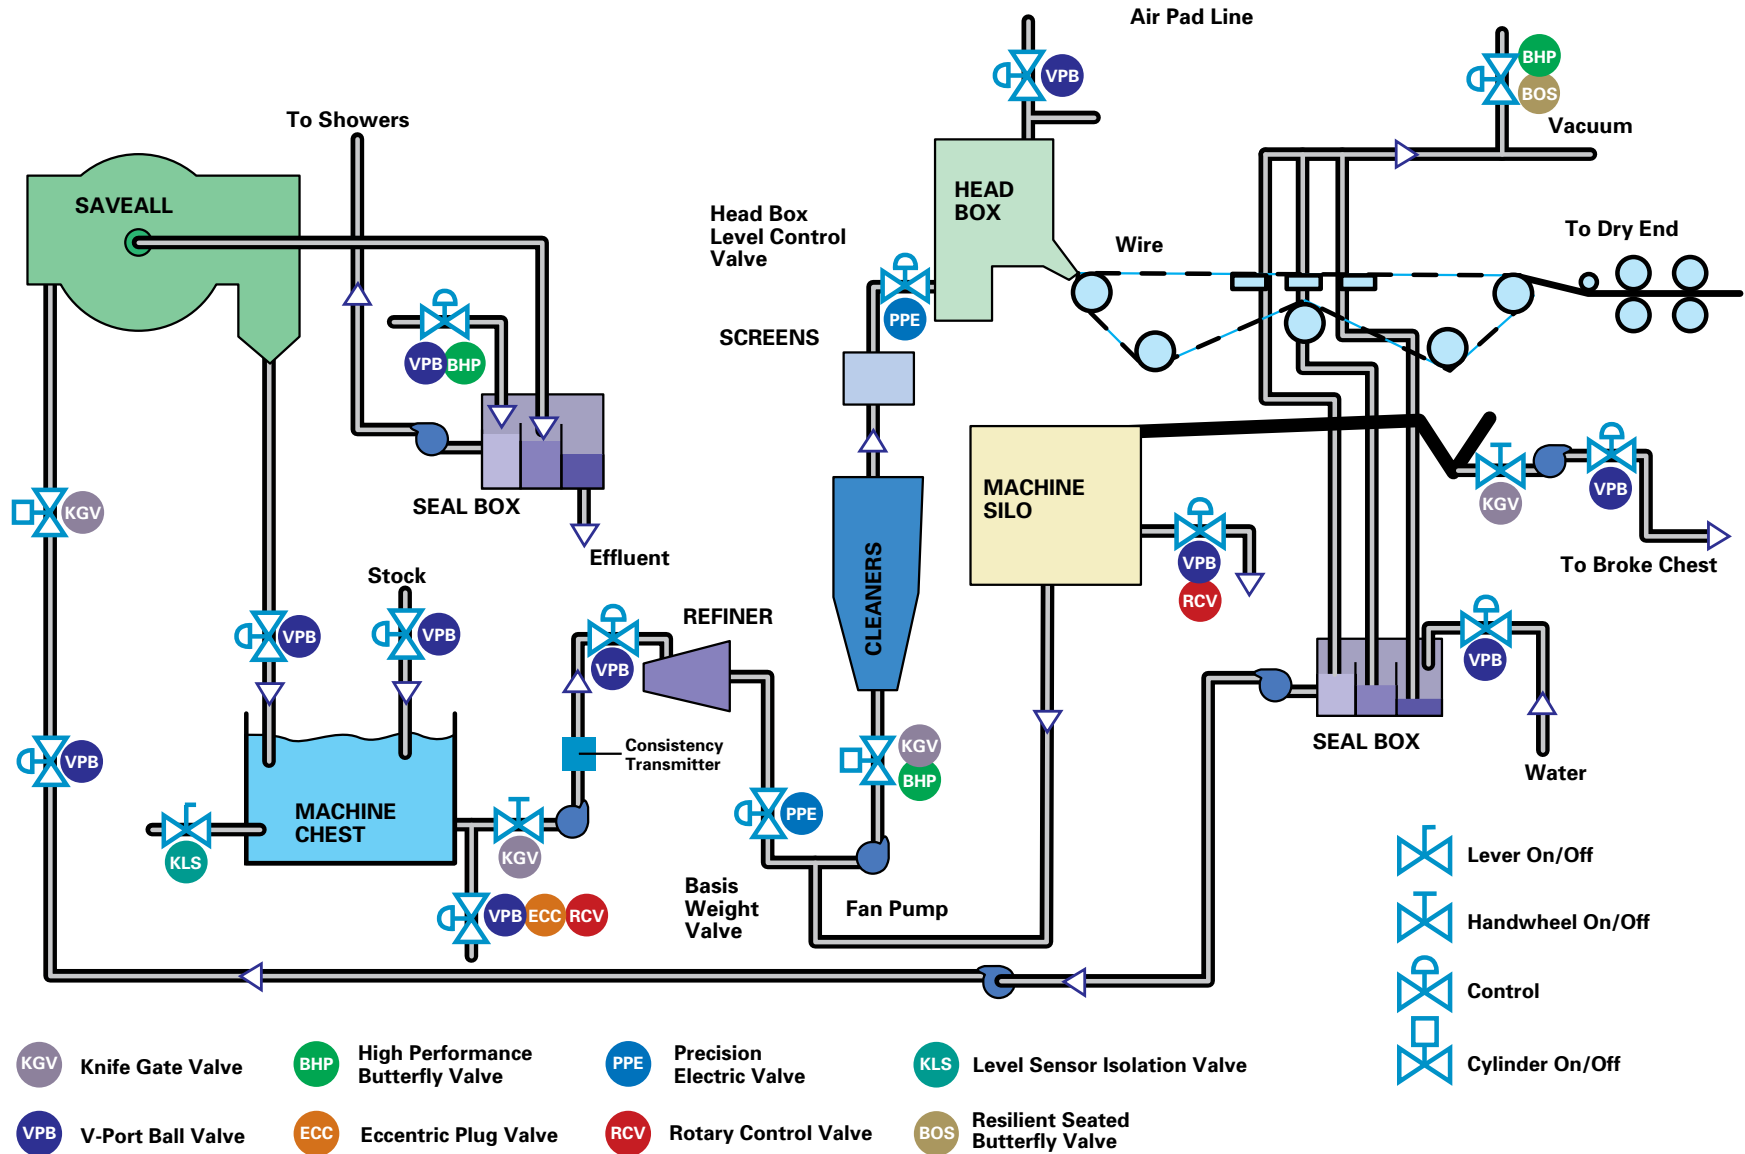 Air Pad Line
VPB
BHP
BOS
Vacuum
To Showers
SAVEALL
HEAD
BOX
Head Box
Level Control
Valve
Wire
To Dry End
PPE
SCREENS
VPB
BHP
SEAL BOX
Effluent
KGV
MACHINE
SILO
KGV
VPB
To Broke Chest
VPB
RCV
CLEANERS
Stock
VPB
VPB
REFINER
VPB
VPB
SEAL BOX
Water
Consistency
Transmitter
KGV
BHP
VPB
MACHINE
CHEST
PPE
KLS
KGV
VPB
ECC
RCV
Basis
Weight
Valve
Fan Pump
Lever On/Off
Handwheel On/Off
Control
Cylinder On/Off
KGV Knife Gate Valve
BHP High Performance
Butterfly Valve
PPE Precision
Electric Valve
KLS Level Sensor Isolation Valve
VPB V-Port Ball Valve
ECC Eccentric Plug Valve
RCV Rotary Control Valve
BOS Resilient Seated
Butterfly Valve